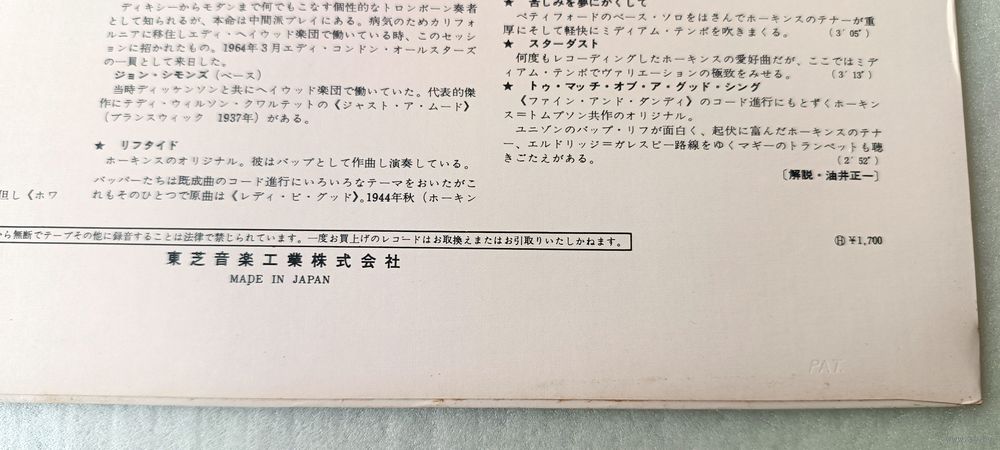 ディキシーからモダンまで何でもこなす個性的なトロンボーン奏者
として知られるが、本命は中間派プレイにある。病気のためカリフォ
ルニアに移住しエディ・ヘイウッド楽団で働いている時、このセッシ
ョンに招かれたもの。1964年3月エディ・コンドン・オールスターズ
の一員として来日した。
ジョン・シモンズ（ベース）
当時ディッケンソンと共にヘイウッド楽団で働いていた。代表的傑
作にテディ・ウィルソン・クワルテットの《ジャスト・ア・ムード》
（ブランスウィック 1937年）がある。
★ リフタイド
ホーキンスのオリジナル。彼はバップとして作曲し演奏している。
バッパーたちは既成曲のコード進行にいろいろなテーマをおいたがこ
れもそのひとつで原曲は《レディ・ビ・グッド》。1944年秋（ホーキン
但し《ホワ
★ 苦しみを夢にかくして
ペティフォードのベース・ソロをはさんでホーキンスのテナーが重
厚にそして軽快にミディアム・テンポを吹きまくる。 （3′05″）
★ スターダスト
何度もレコーディングしたホーキンスの愛好曲だが、ここではミデ
ィアム・テンポでヴァリエーションの極致をみせる。 （3′13″）
★ トゥ・マッチ・オブ・ア・グッド・シング
《ファイン・アンド・ダンディ》のコード進行にもとずくホーキン
ス＝トムプソン共作のオリジナル。
ユニゾンのバップ・リフが面白く、起伏に富んだホーキンスのテナ
ー、エルドリッジ＝ガレスピー路線をゆくマギーのトランペットも聴
きごたえがある。 （2′52″）
〔解説・油井正一〕
ら無断でテープその他に録音することは法律で禁じられています。一度お買上げのレコードはお取換えまたはお引取りいたしかねます。
Ⓗ ¥1,700
東芝音楽工業株式会社
MADE IN JAPAN
PAT.